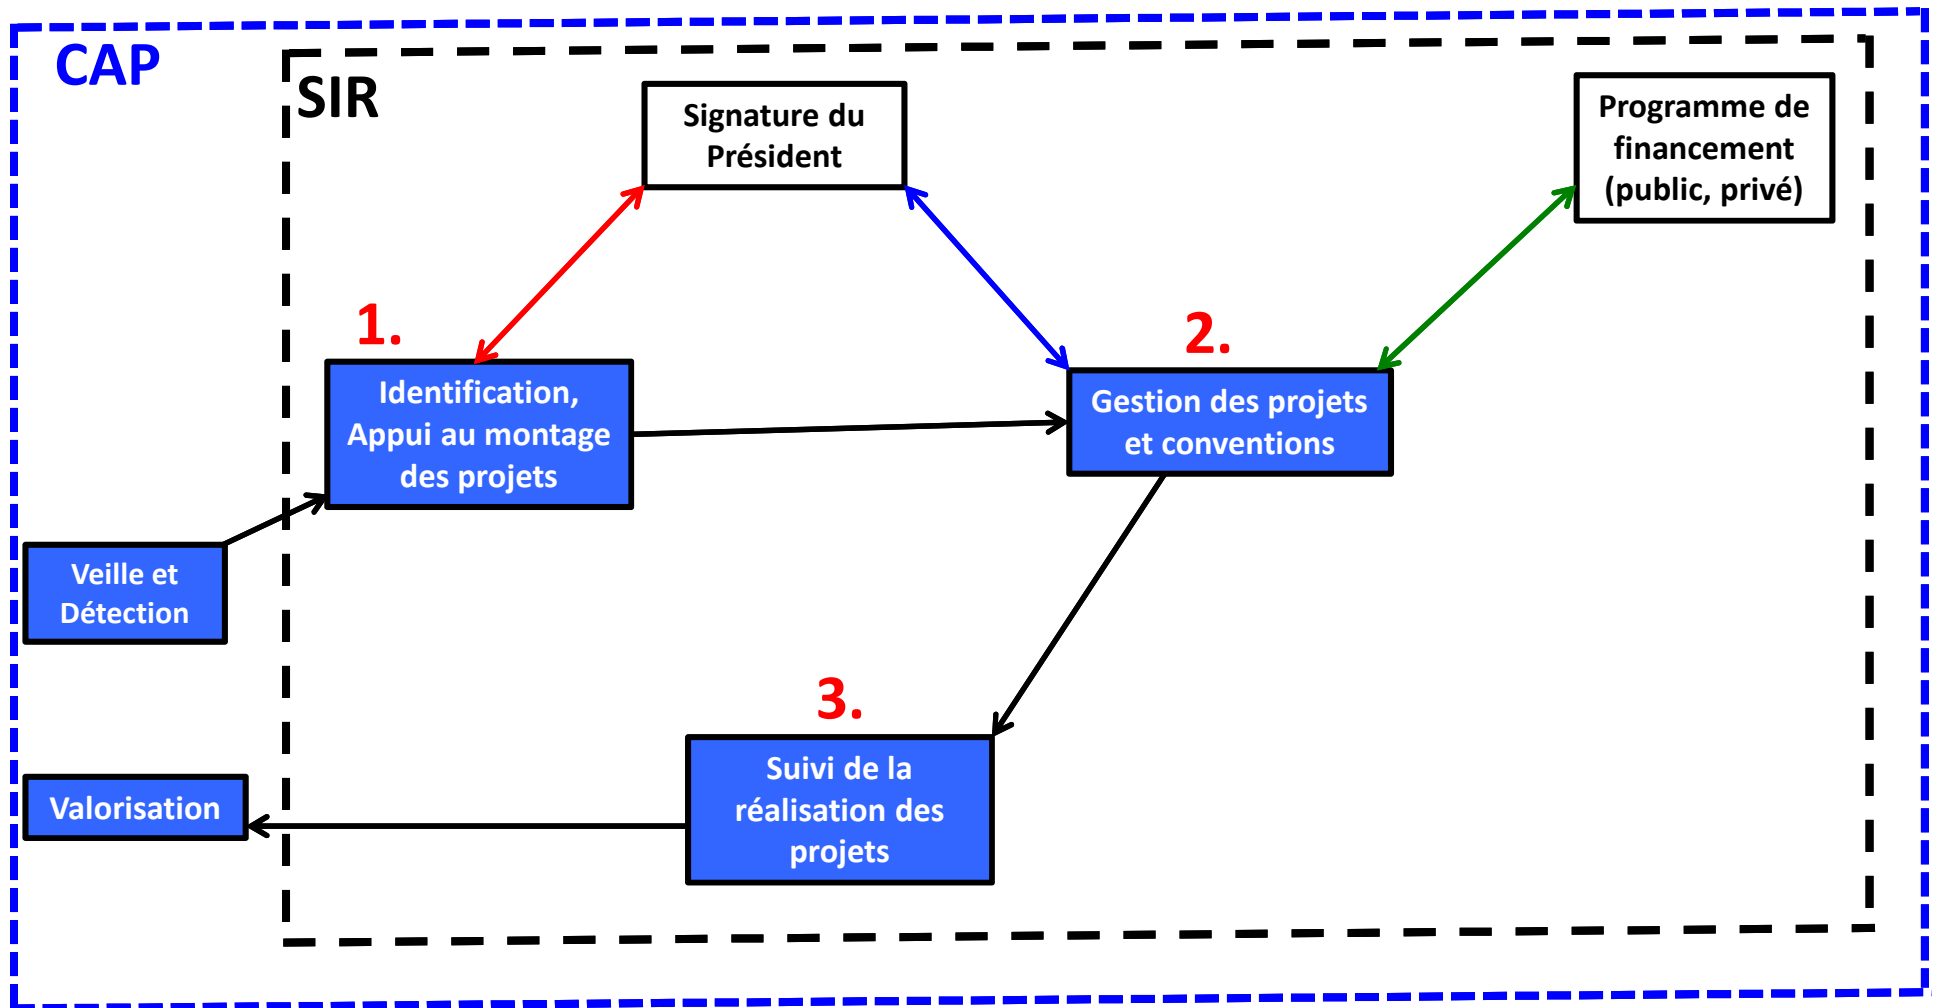 CAP
SIR
Signature du
Président
Programme de
financement
(public, privé)
1.
Identification,
Appui au montage
des projets
2.
Gestion des projets
et conventions
Veille et
Détection
3.
Suivi de la
réalisation des
projets
Valorisation